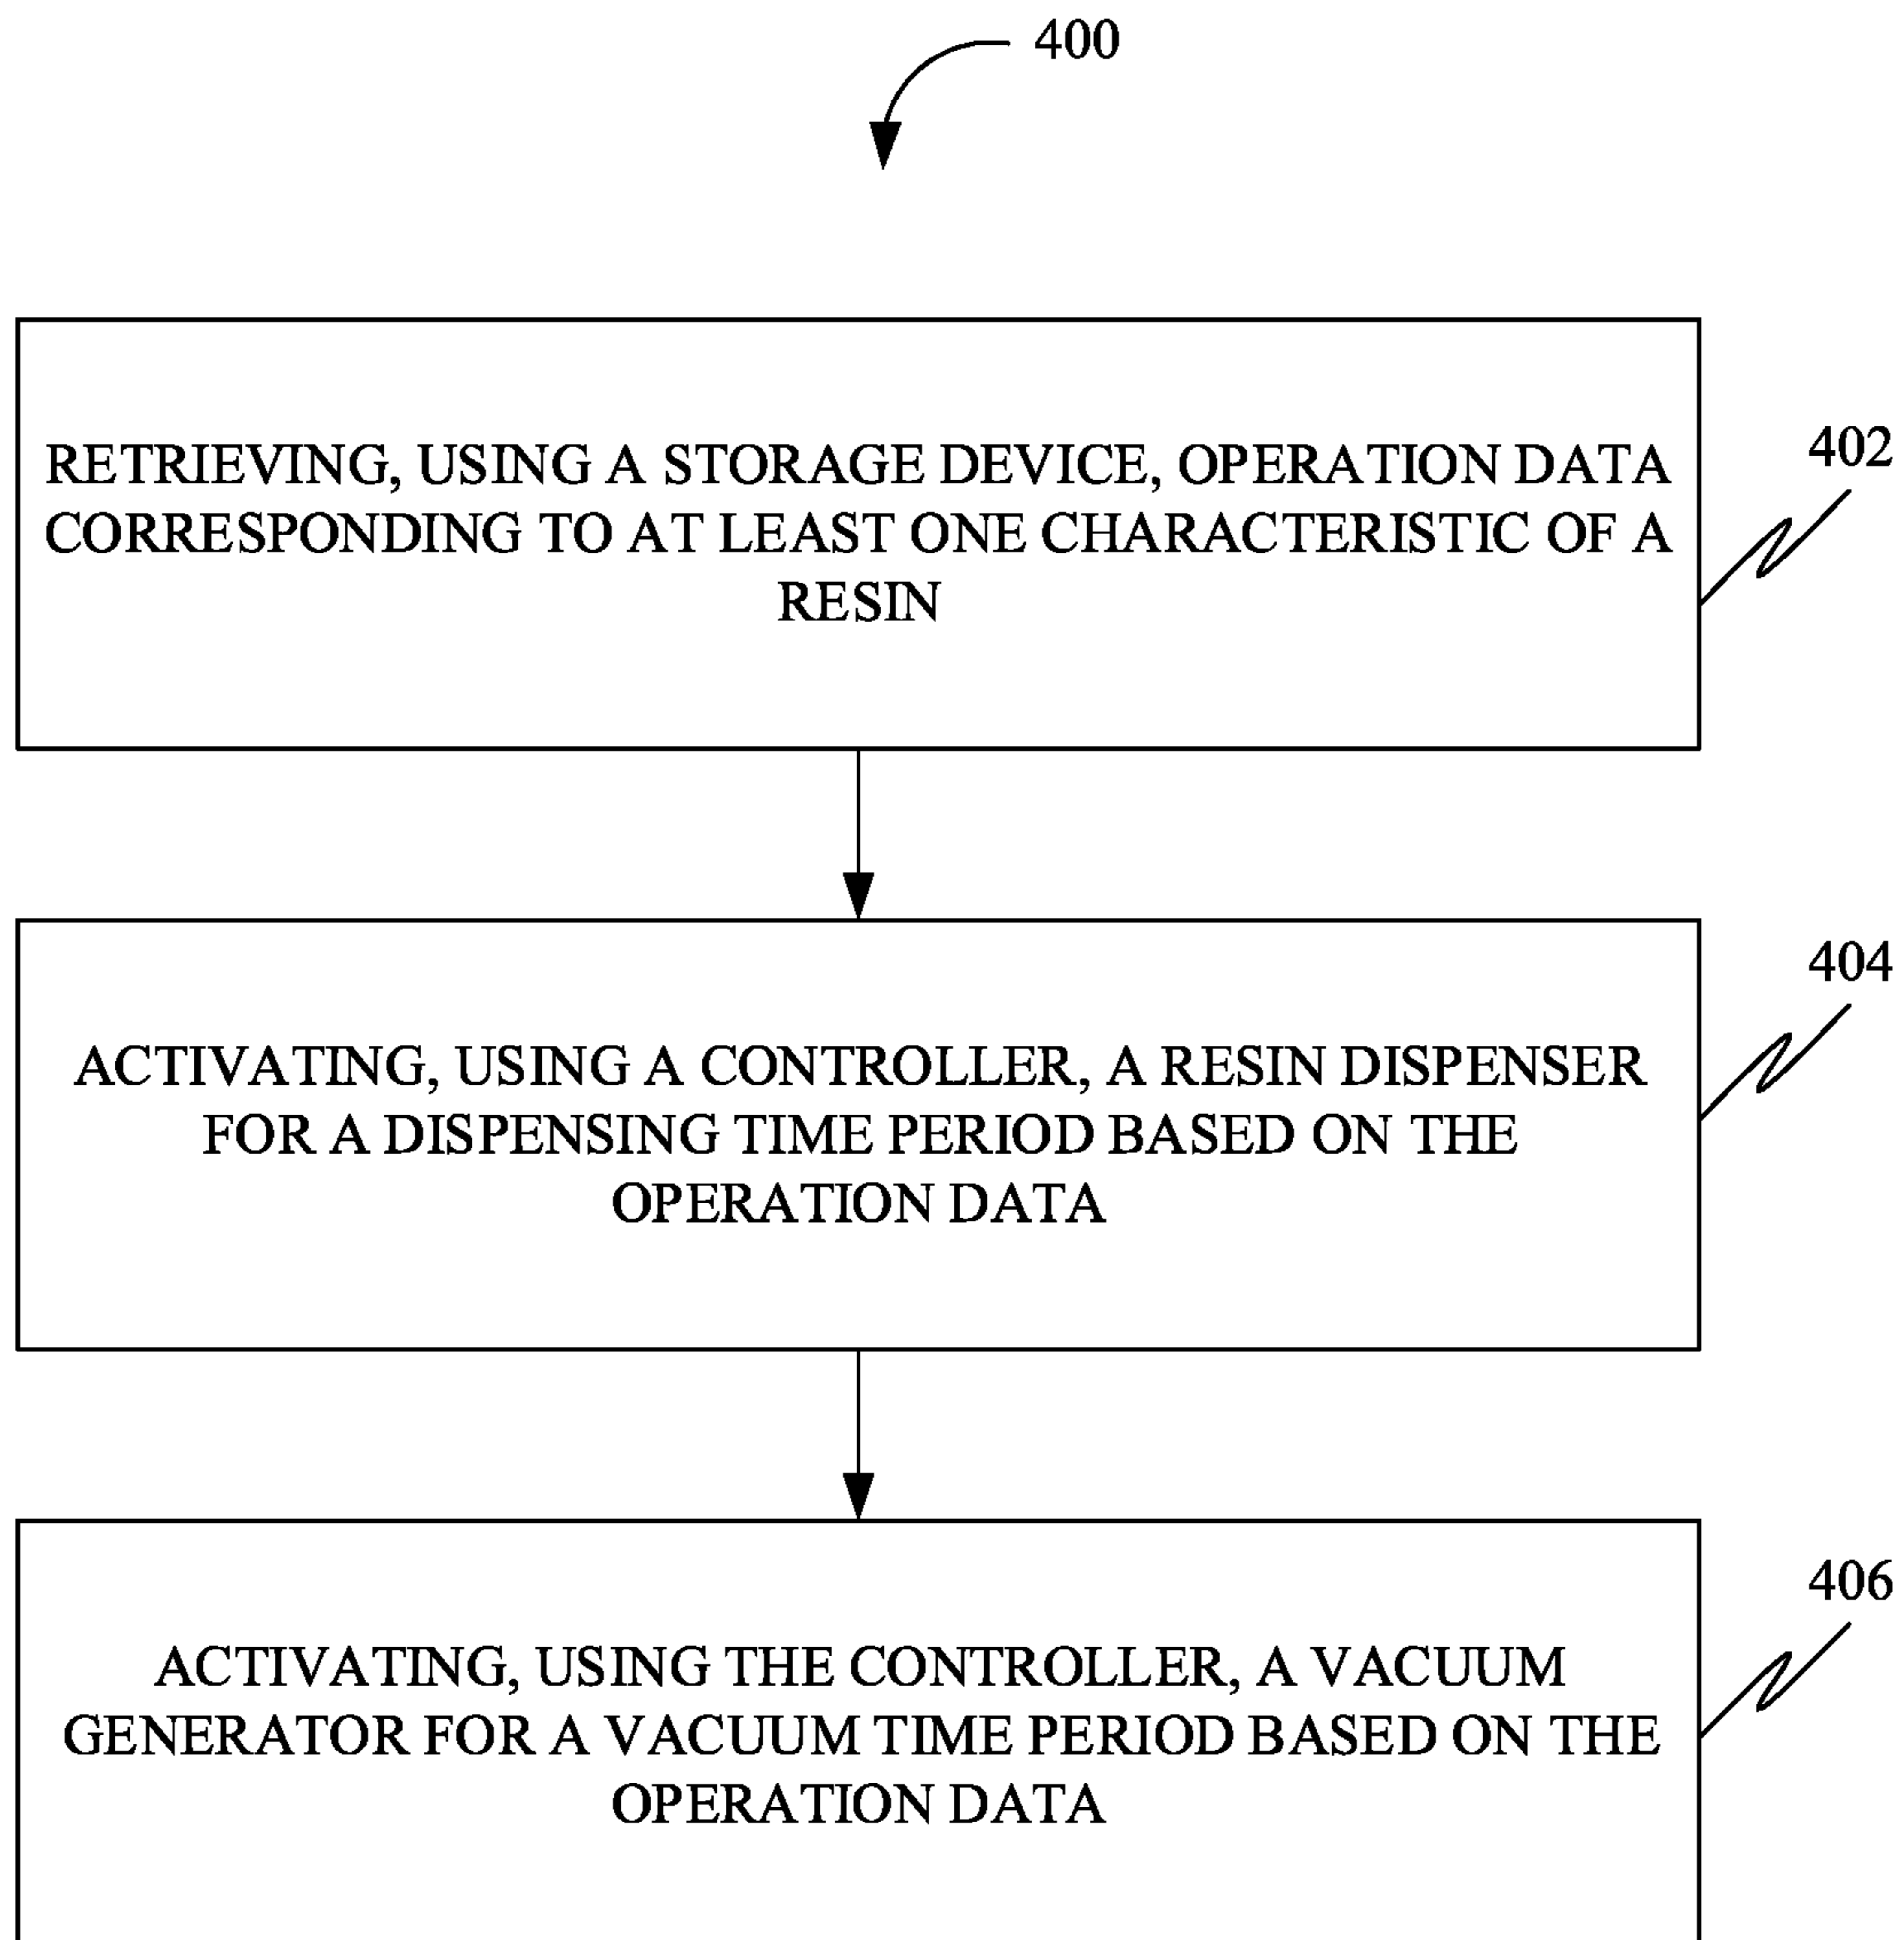 400
RETRIEVING, USING A STORAGE DEVICE, OPERATION DATA
CORRESPONDING TO AT LEAST ONE CHARACTERISTIC OF A
RESIN
402
ACTIVATING, USING A CONTROLLER, A RESIN DISPENSER
FOR A DISPENSING TIME PERIOD BASED ON THE
OPERATION DATA
404
ACTIVATING, USING THE CONTROLLER, A VACUUM
GENERATOR FOR A VACUUM TIME PERIOD BASED ON THE
OPERATION DATA
406